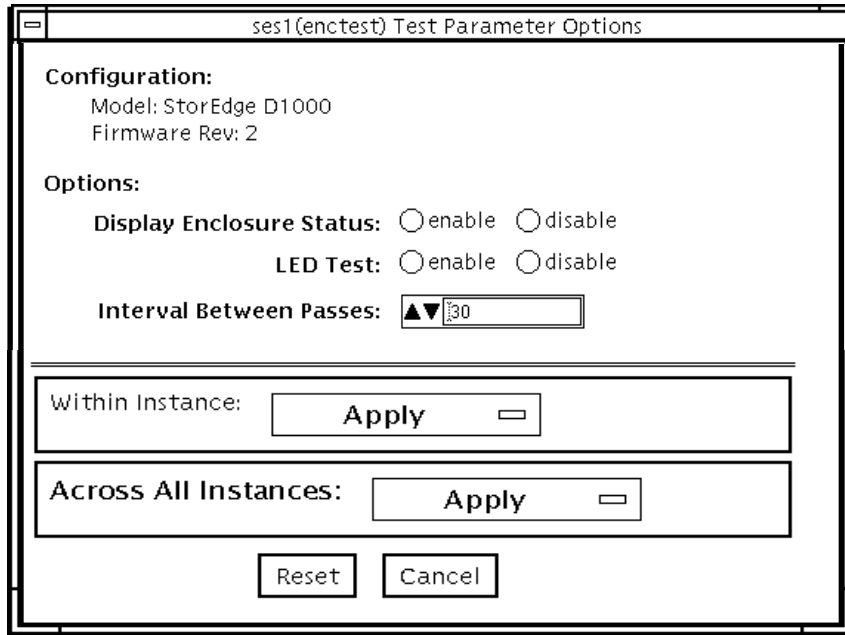 ses1(enctest) Test Parameter Options
Configuration:
Model: StorEdge D1000
Firmware Rev: 2
Options:
Display Enclosure Status: enable disable
LED Test: enable disable
Interval Between Passes: 30
Within Instance: Apply
Across All Instances: Apply
Reset Cancel